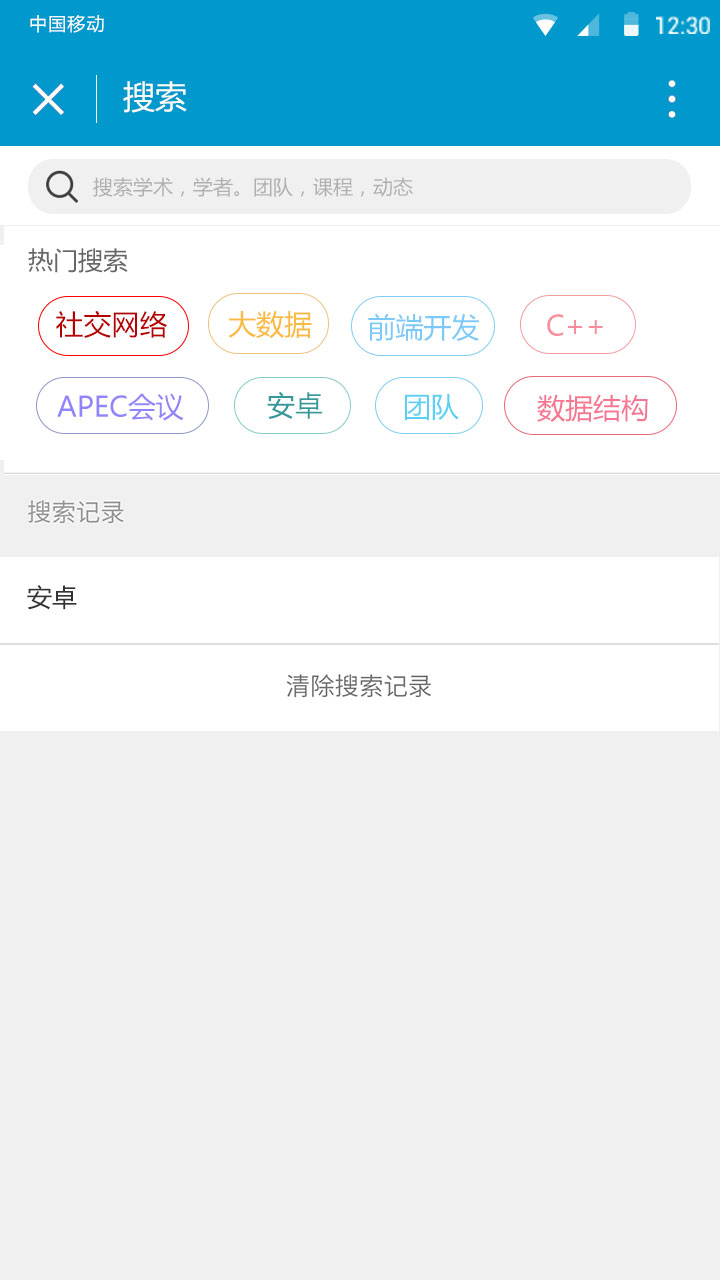 中国移动 12:30
搜索
搜索学术，学者。团队，课程，动态
热门搜索
社交网络 大数据 前端开发 C++
APEC会议 安卓 团队 数据结构
搜索记录
安卓
清除搜索记录